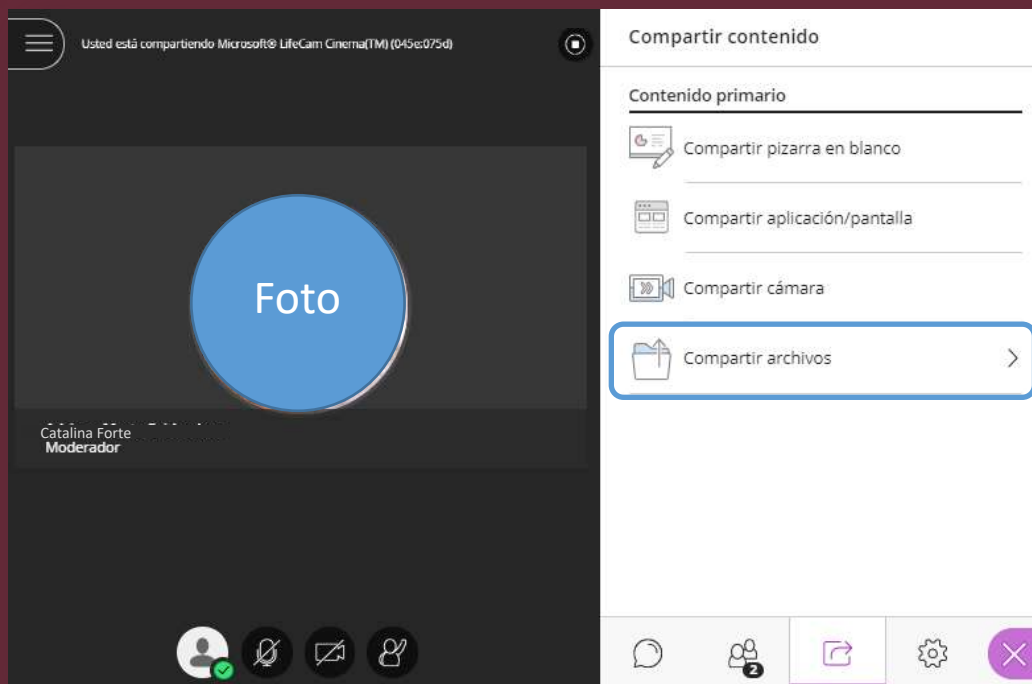 Usted está compartiendo Microsoft® LifeCam Cinema(TM) (045e:075d)
Foto
Catalina Forte
Moderador
Compartir contenido
Contenido primario
Compartir pizarra en blanco
Compartir aplicación/pantalla
Compartir cámara
Compartir archivos
2